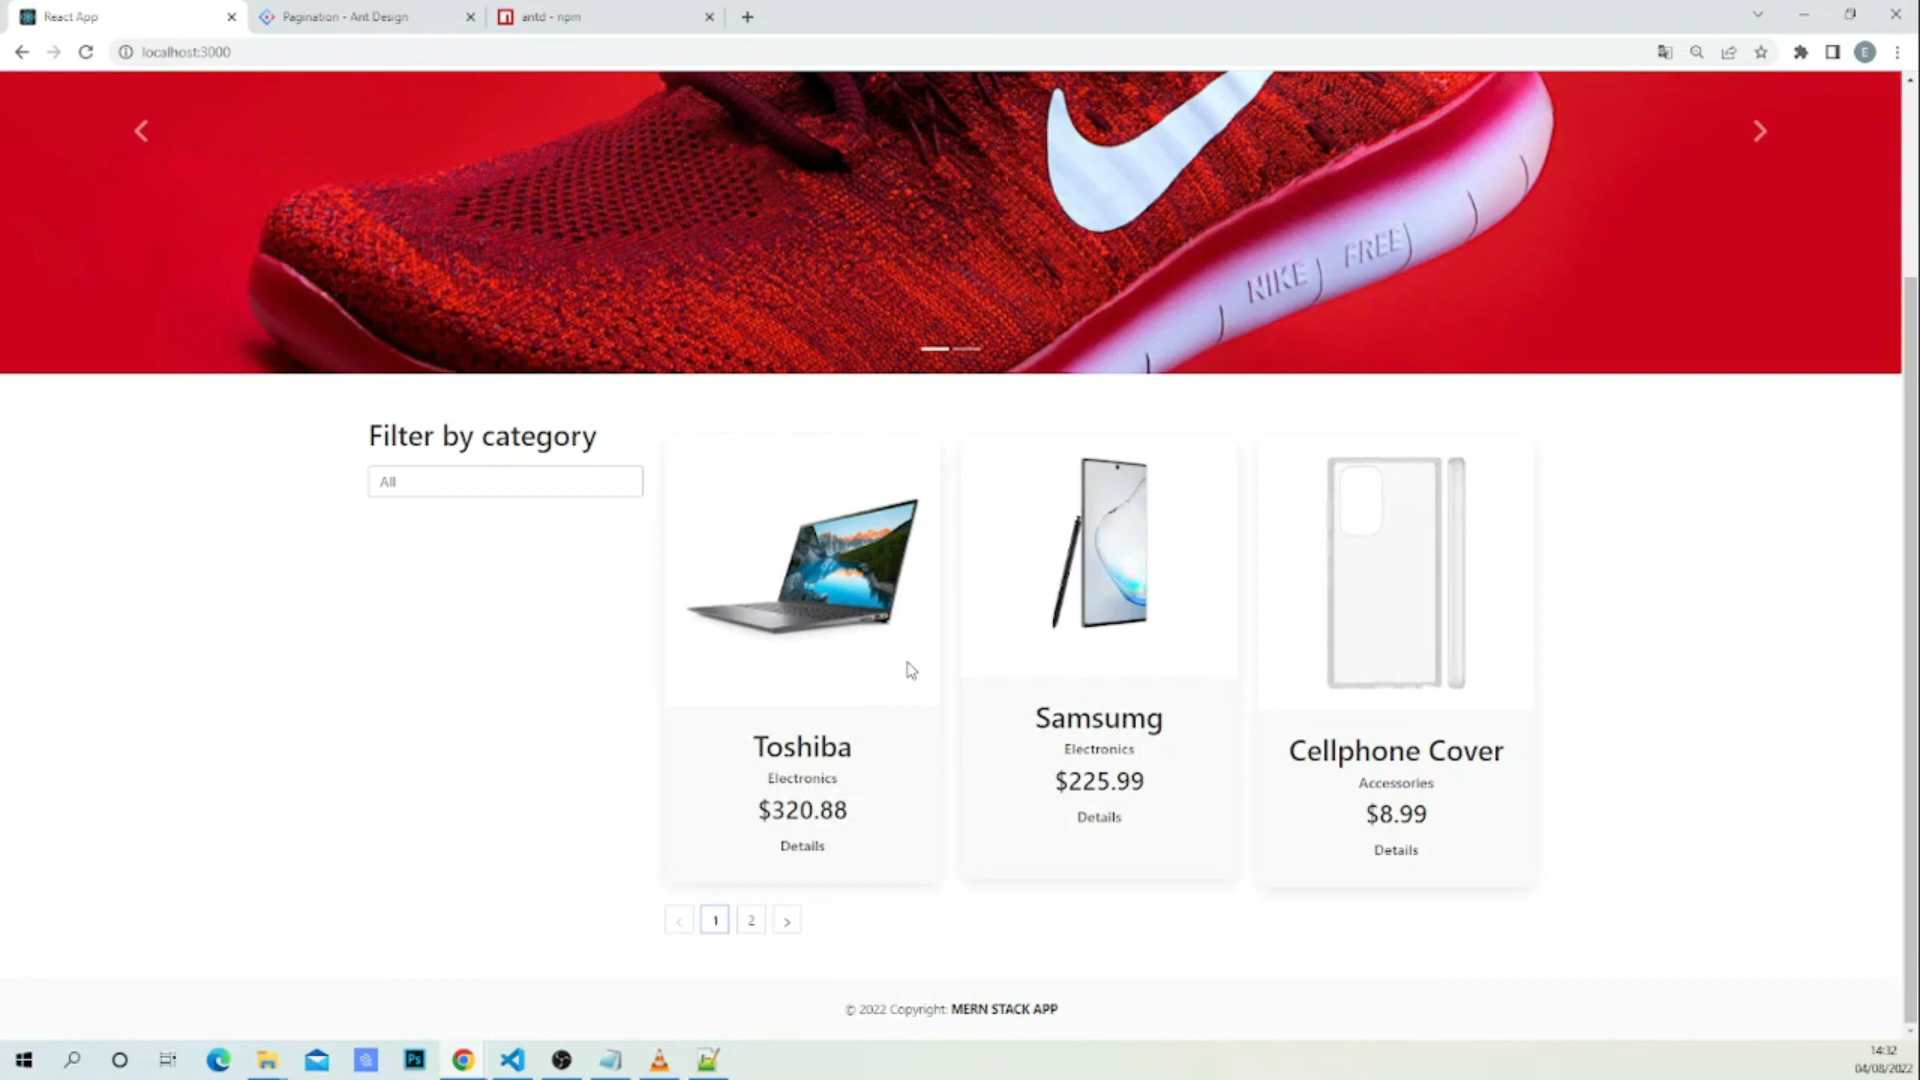 React App
Pagination - Ant Design
antd - npm
localhost:3000
E
NIKE FREE
Filter by category
All
Toshiba
Electronics
$320.88
Details
Samsumg
Electronics
$225.99
Details
Cellphone Cover
Accessories
$8.99
Details
< 1 2 >
© 2022 Copyright: MERN STACK APP
Ps
14:32
04/08/2022